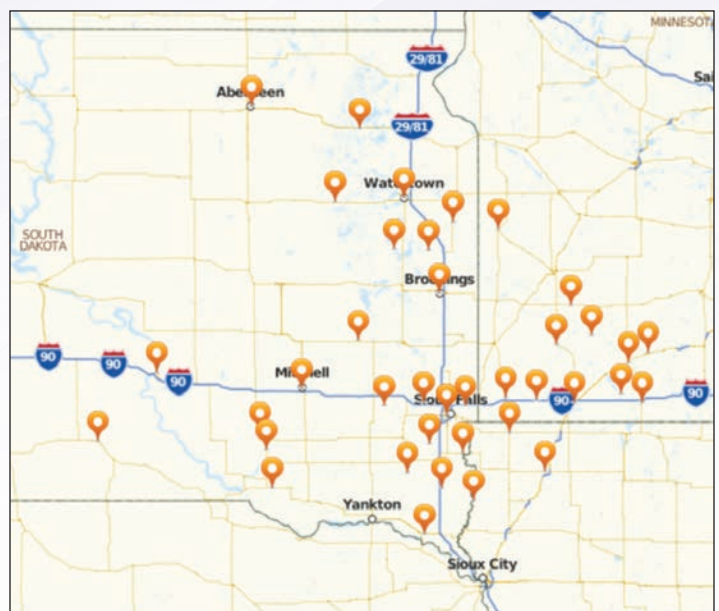 MINNESOTA
29/81
Sai
Aberdeen
29/81
Watertown
SOUTH
DAKOTA
Brookings
90
90
90
Mitchell
Sioux Falls
90
90
Yankton
Sioux City